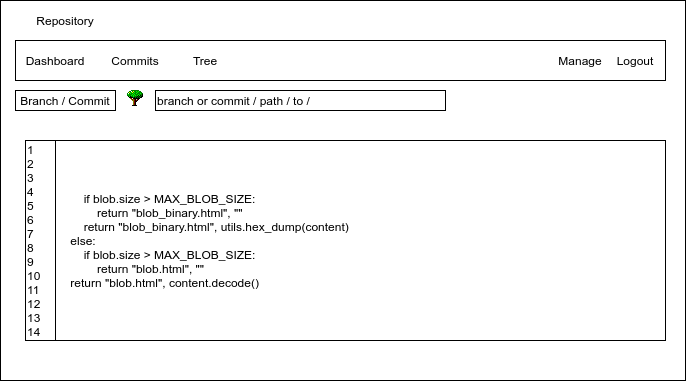 Repository
Dashboard Commits Tree Manage Logout
Branch / Commit branch or commit / path / to /
1
2
3
4 if blob.size > MAX_BLOB_SIZE:
5 return "blob_binary.html", ""
6 return "blob_binary.html", utils.hex_dump(content)
7 else:
8 if blob.size > MAX_BLOB_SIZE:
9 return "blob.html", ""
10 return "blob.html", content.decode()
11
12
13
14